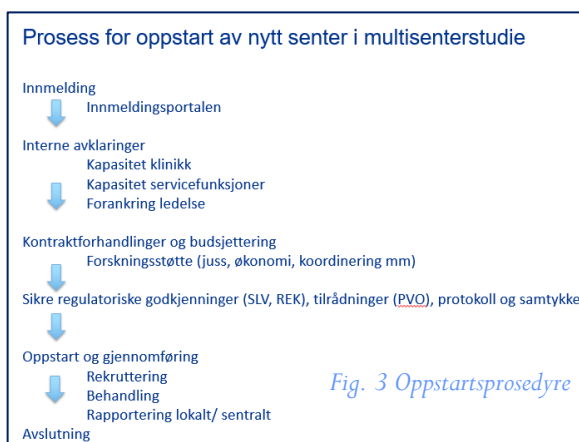 Prosess for oppstart av nytt senter i multisenterstudie
Innmelding
Innmeldingsportalen
Interne avklaringer
Kapasitet klinikk
Kapasitet servicefunksjoner
Forankring ledelse
Kontraktforhandlinger og budsjettering
Forskningsstøtte (juss, økonomi, koordinering mm)
Sikre regulatoriske godkjenninger (SLV, REK), tilrådninger (PVO), protokoll og samtykke
Oppstart og gjennomføring
Rekruttering
Behandling
Rapportering lokalt/ sentralt
Avslutning
Fig. 3 Oppstartsprosedyre